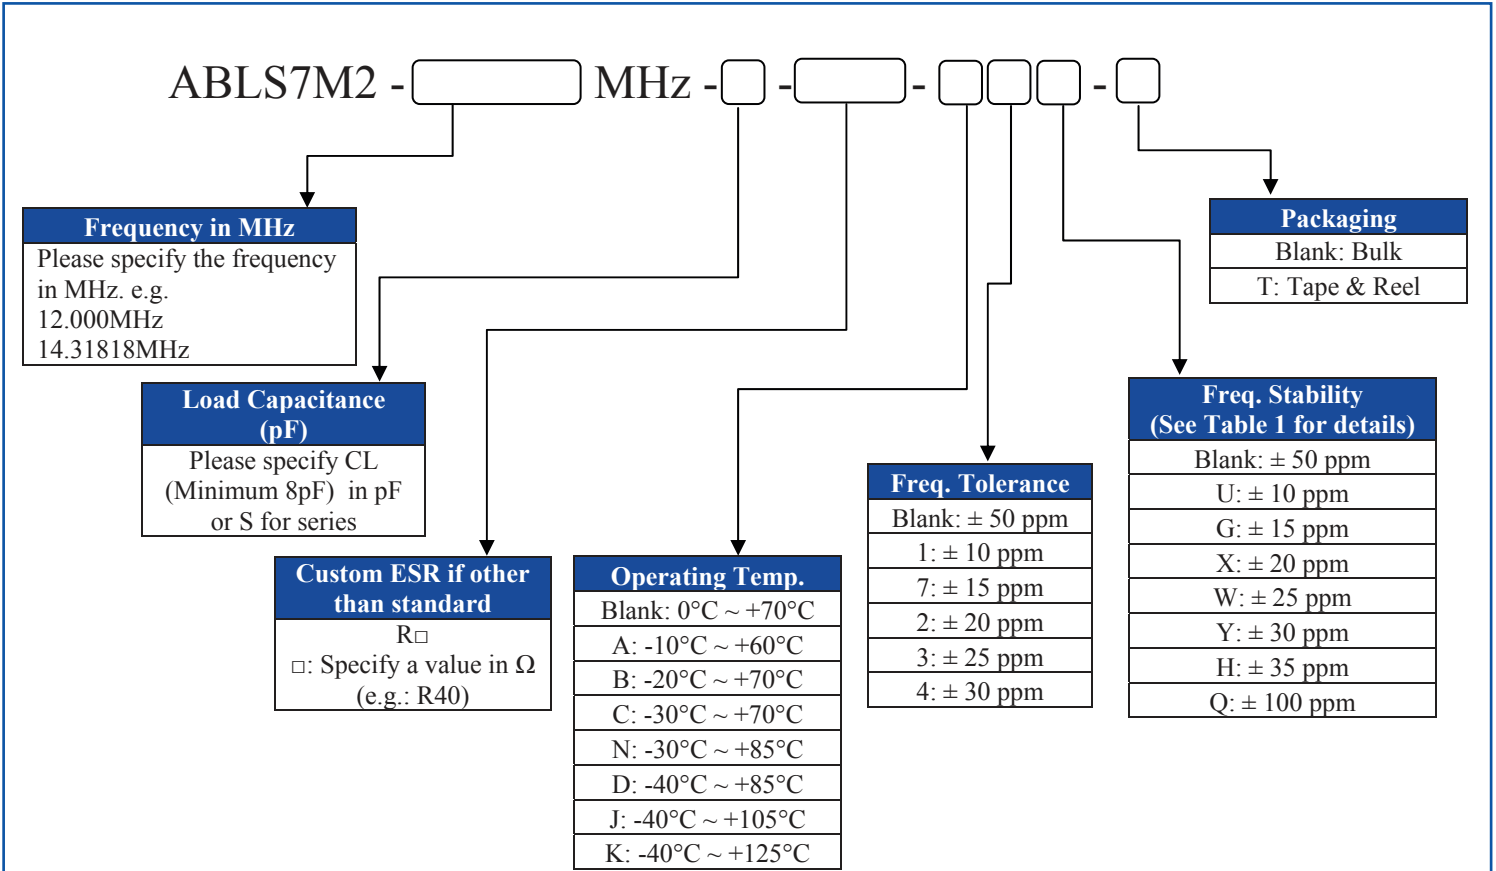 ABLS7M2 - MHz - - - -
Frequency in MHz
Please specify the frequency
in MHz. e.g.
12.000MHz
14.31818MHz
Load Capacitance
(pF)
Please specify CL
(Minimum 8pF) in pF
or S for series
Custom ESR if other
than standard
R□
□: Specify a value in Ω
(e.g.: R40)
Operating Temp.
Blank: 0°C ~ +70°C
A: -10°C ~ +60°C
B: -20°C ~ +70°C
C: -30°C ~ +70°C
N: -30°C ~ +85°C
D: -40°C ~ +85°C
J: -40°C ~ +105°C
K: -40°C ~ +125°C
Freq. Tolerance
Blank: ± 50 ppm
1: ± 10 ppm
7: ± 15 ppm
2: ± 20 ppm
3: ± 25 ppm
4: ± 30 ppm
Freq. Stability
(See Table 1 for details)
Blank: ± 50 ppm
U: ± 10 ppm
G: ± 15 ppm
X: ± 20 ppm
W: ± 25 ppm
Y: ± 30 ppm
H: ± 35 ppm
Q: ± 100 ppm
Packaging
Blank: Bulk
T: Tape & Reel